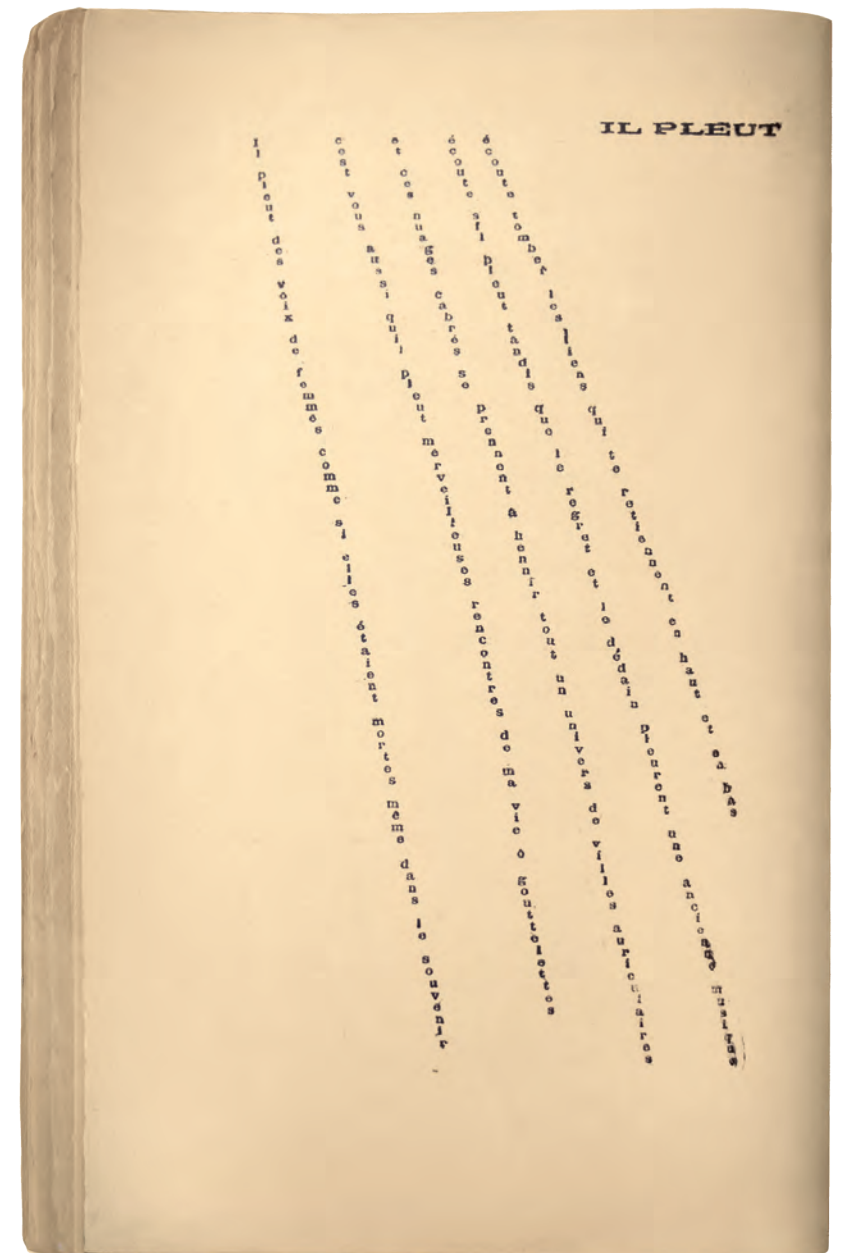 IL PLEUT
Il pleut des voix de femmes comme si elles étaient mortes même dans le souvenir
cest vous aussi quil pleut merveilleuses rencontres de ma vie ô gouttelettes
et ces nuages cabrés se prennent à hennir tout un univers de villes auriculaires
écoute sil pleut tandis que le regret et le dédain pleurent une ancienne musique
écoute tomber les liens qui te retiennent en haut et en bas